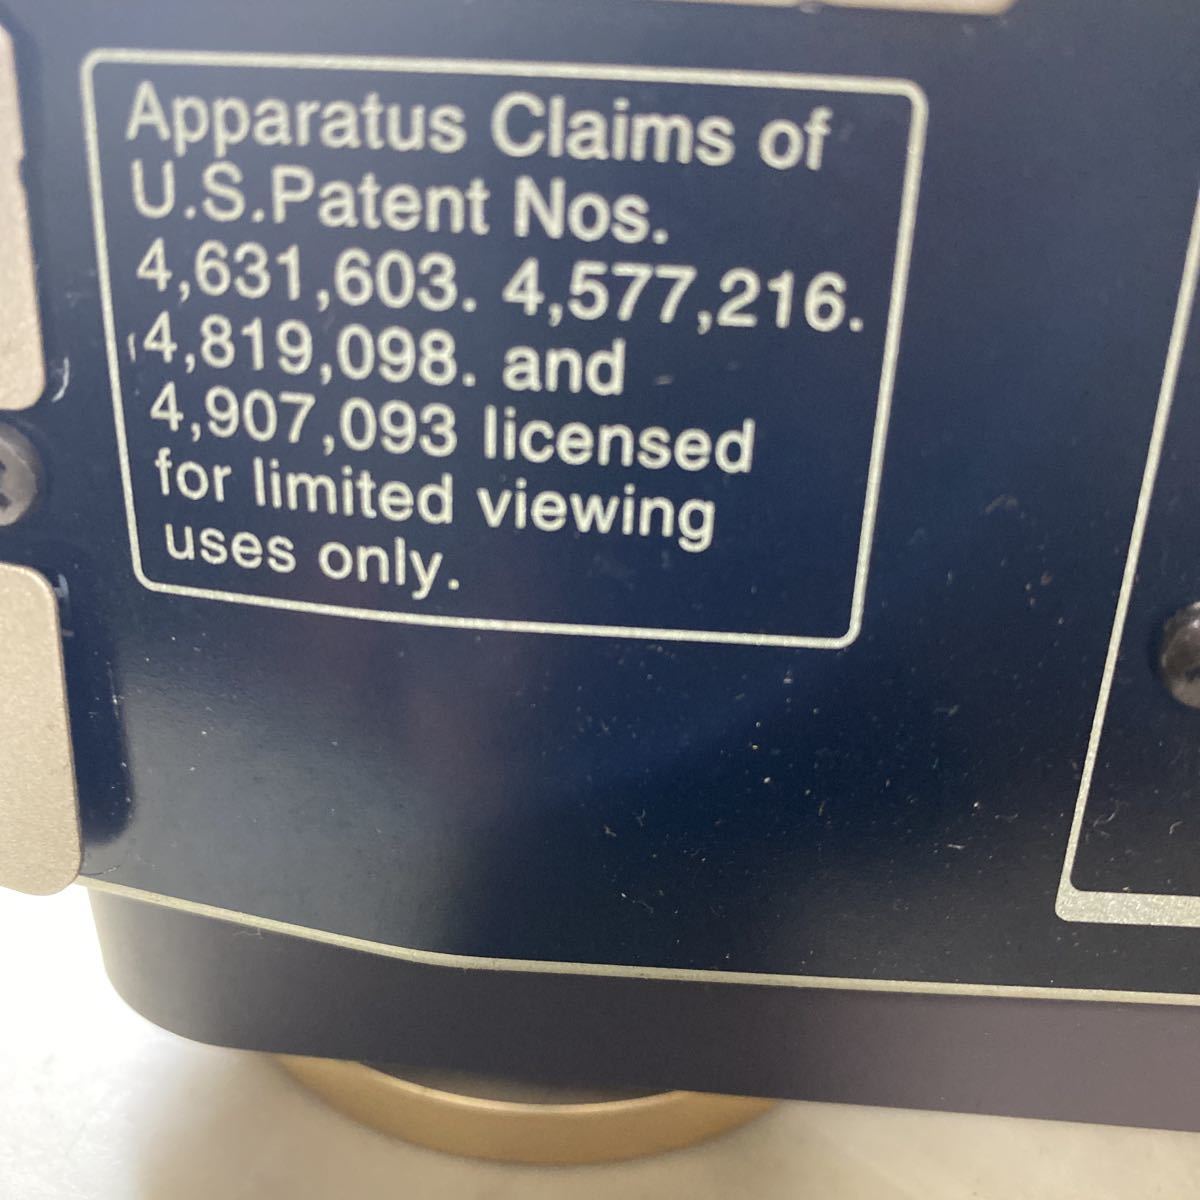 Apparatus Claims of
U.S.Patent Nos.
4,631,603. 4,577,216.
4,819,098. and
4,907,093 licensed
for limited viewing
uses only.